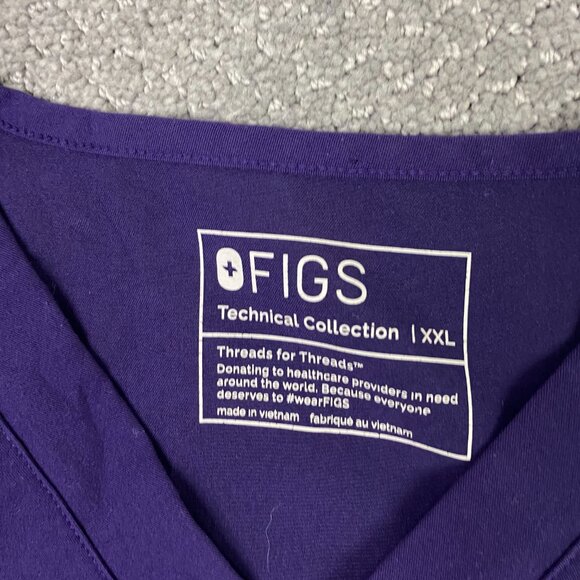 FIGS
Technical Collection | XXL
Threads for Threads™
Donating to healthcare providers in need
around the world. Because everyone
deserves to #wearFIGS
made in vietnam fabriqué au vietnam